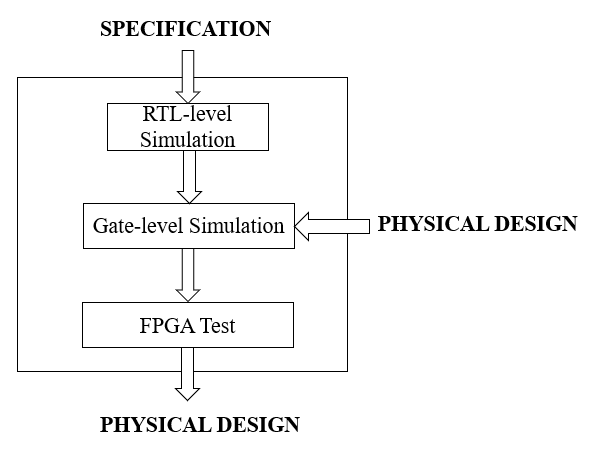 SPECIFICATION
RTL-level
Simulation
Gate-level Simulation
PHYSICAL DESIGN
FPGA Test
PHYSICAL DESIGN